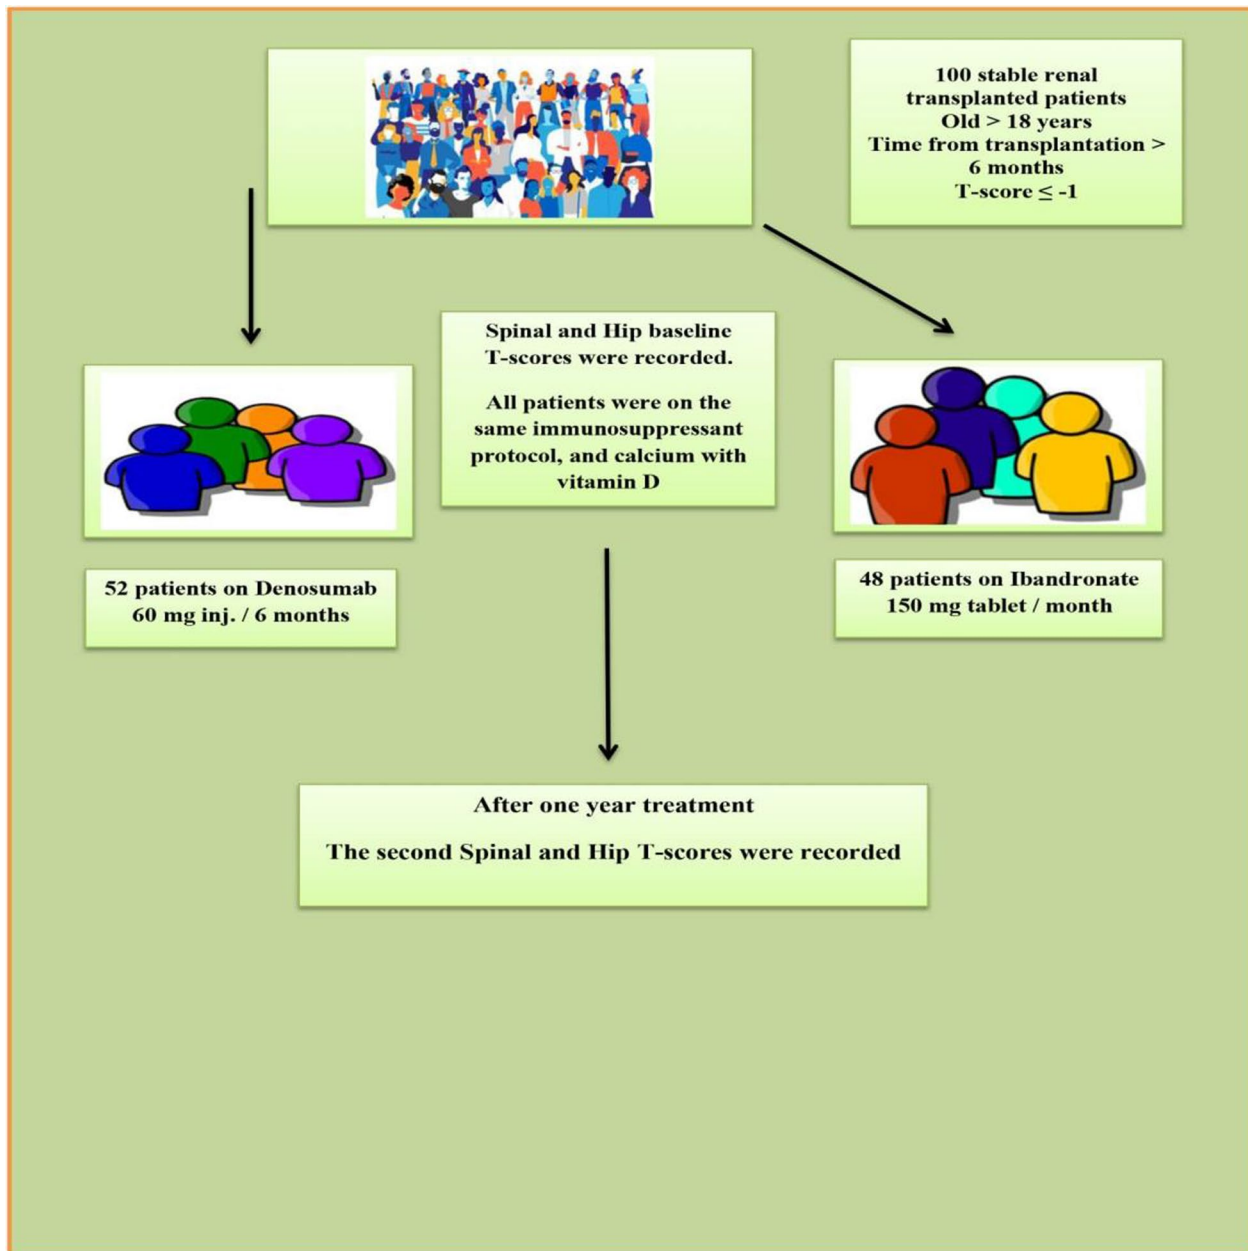 100 stable renal
transplanted patients
Old > 18 years
Time from transplantation >
6 months
T-score ≤ -1
Spinal and Hip baseline
T-scores were recorded.
All patients were on the
same immunosuppressant
protocol, and calcium with
vitamin D
52 patients on Denosumab
60 mg inj. / 6 months
48 patients on Ibandronate
150 mg tablet / month
After one year treatment
The second Spinal and Hip T-scores were recorded